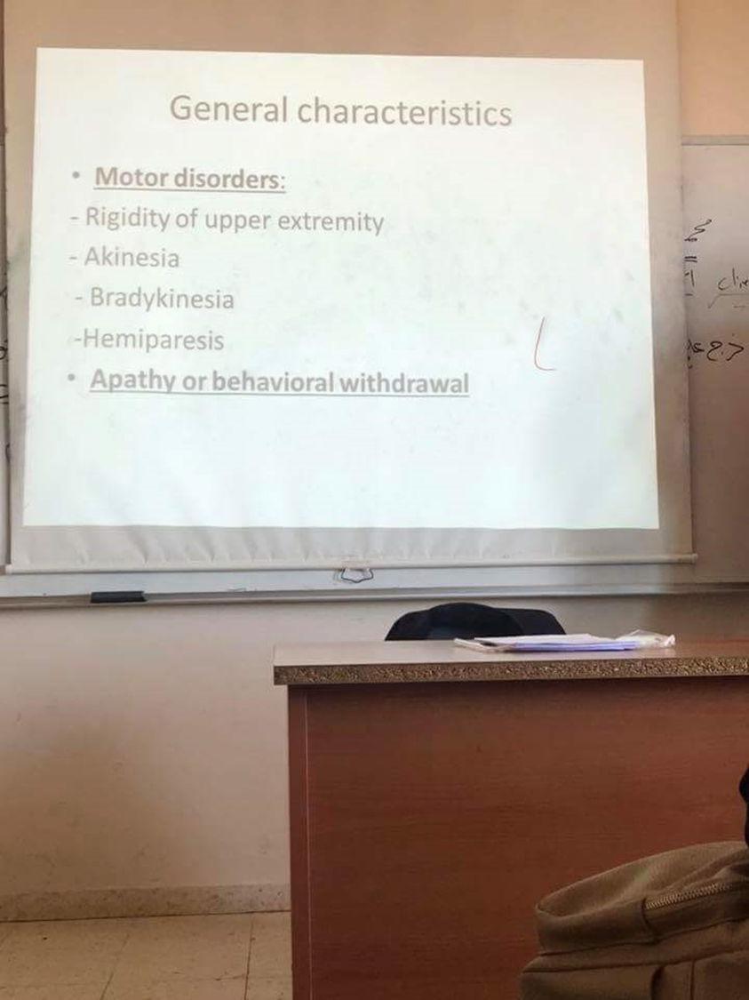 General characteristics
• Motor disorders:
- Rigidity of upper extremity
- Akinesia
- Bradykinesia
-Hemiparesis
• Apathy or behavioral withdrawal